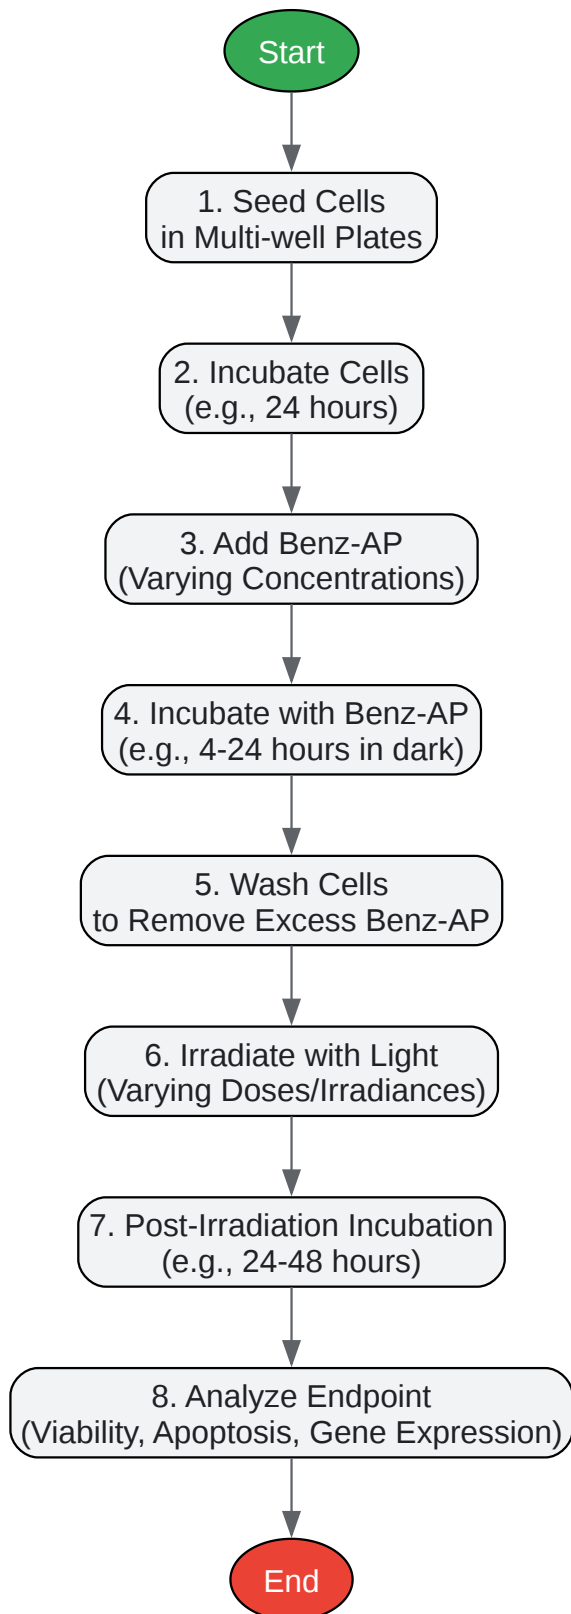 Start
1. Seed Cells
in Multi-well Plates
2. Incubate Cells
(e.g., 24 hours)
3. Add Benz-AP
(Varying Concentrations)
4. Incubate with Benz-AP
(e.g., 4-24 hours in dark)
5. Wash Cells
to Remove Excess Benz-AP
6. Irradiate with Light
(Varying Doses/Irradiances)
7. Post-Irradiation Incubation
(e.g., 24-48 hours)
8. Analyze Endpoint
(Viability, Apoptosis, Gene Expression)
End